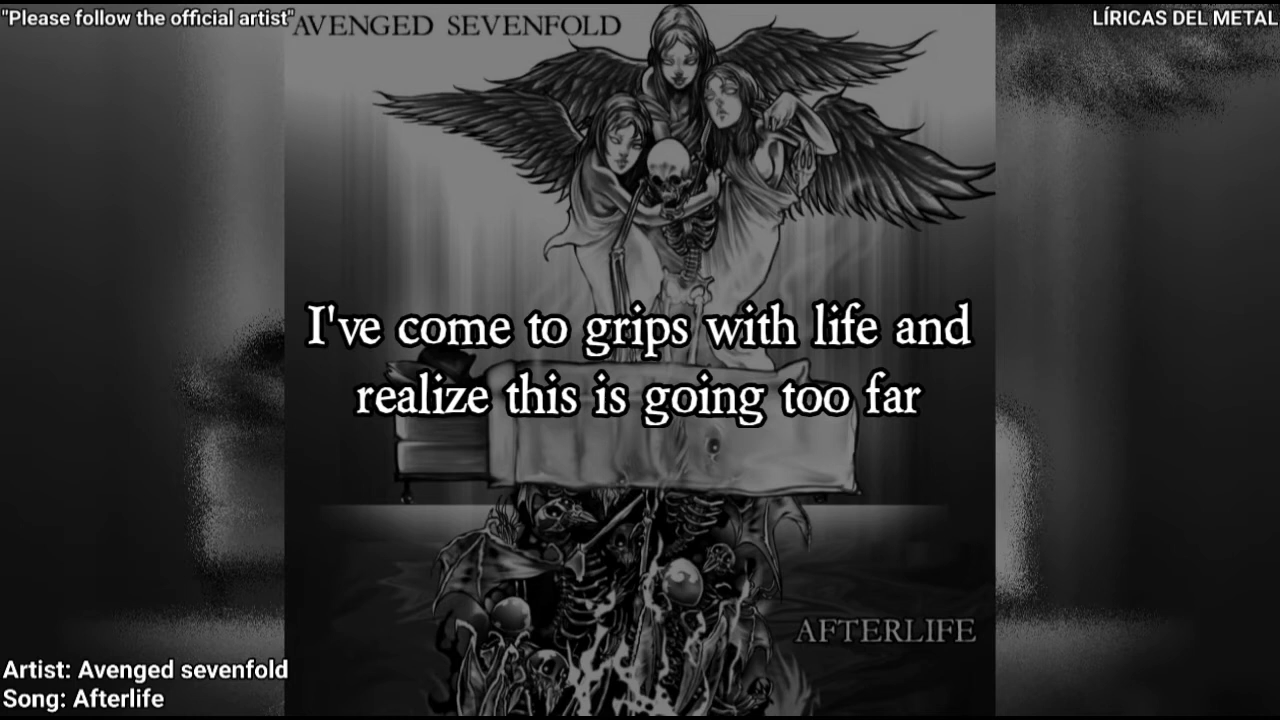 "Please follow the official artist"
AVENGED SEVENFOLD
LÍRICAS DEL METAL
I've come to grips with life and
realize this is going too far
AFTERLIFE
Artist: Avenged sevenfold
Song: Afterlife